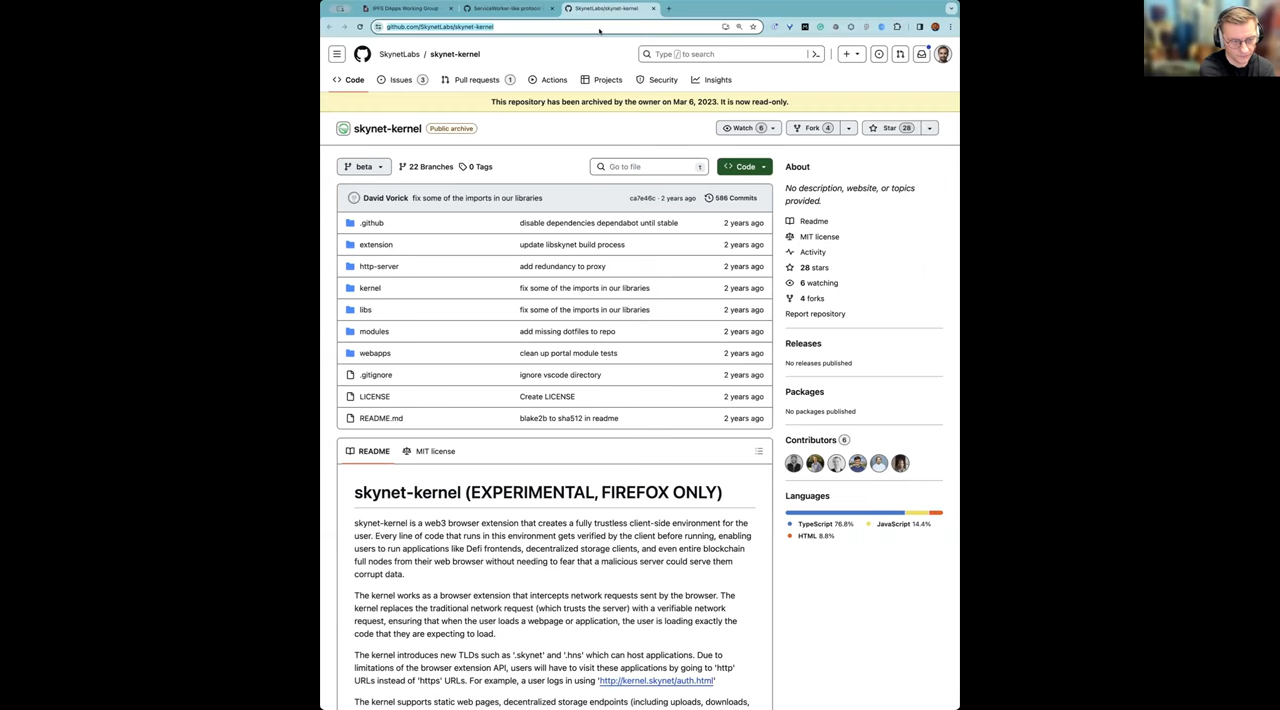 IPFS DApps Working Group
ServiceWorker-like protocol
SkynetLabs/skynet-kernel
github.com/SkynetLabs/skynet-kernel
SkynetLabs / skynet-kernel
Type / to search
Code
Issues 3
Pull requests 1
Actions
Projects
Security
Insights
This repository has been archived by the owner on Mar 6, 2023. It is now read-only.
skynet-kernel Public archive
Watch 6
Fork 4
Star 28
beta
22 Branches
0 Tags
Go to file t
Code
David Vorick fix some of the imports in our libraries
ca7e46c · 2 years ago
586 Commits
.github disable dependencies dependabot until stable 2 years ago
extension update libskynet build process 2 years ago
http-server add redundancy to proxy 2 years ago
kernel fix some of the imports in our libraries 2 years ago
libs fix some of the imports in our libraries 2 years ago
modules add missing dotfiles to repo 2 years ago
webapps clean up portal module tests 2 years ago
.gitignore ignore vscode directory 2 years ago
LICENSE Create LICENSE 2 years ago
README.md blake2b to sha512 in readme 2 years ago
README
MIT license
skynet-kernel (EXPERIMENTAL, FIREFOX ONLY)
skynet-kernel is a web3 browser extension that creates a fully trustless client-side environment for the
user. Every line of code that runs in this environment gets verified by the client before running, enabling
users to run applications like Defi frontends, decentralized storage clients, and even entire blockchain
full nodes from their web browser without needing to fear that a malicious server could serve them
corrupt data.
The kernel works as a browser extension that intercepts network requests sent by the browser. The
kernel replaces the traditional network request (which trusts the server) with a verifiable network
request, ensuring that when the user loads a webpage or application, the user is loading exactly the
code that they are expecting to load.
The kernel introduces new TLDs such as '.skynet' and '.hns' which can host applications. Due to
limitations of the browser extension API, users will have to visit these applications by going to 'http'
URLs instead of 'https' URLs. For example, a user logs in using 'http://kernel.skynet/auth.html'
The kernel supports static web pages, decentralized storage endpoints (including uploads, downloads,
About
No description, website, or topics
provided.
Readme
MIT license
Activity
28 stars
6 watching
4 forks
Report repository
Releases
No releases published
Packages
No packages published
Contributors 6
Languages
TypeScript 76.8%
JavaScript 14.4%
HTML 8.8%